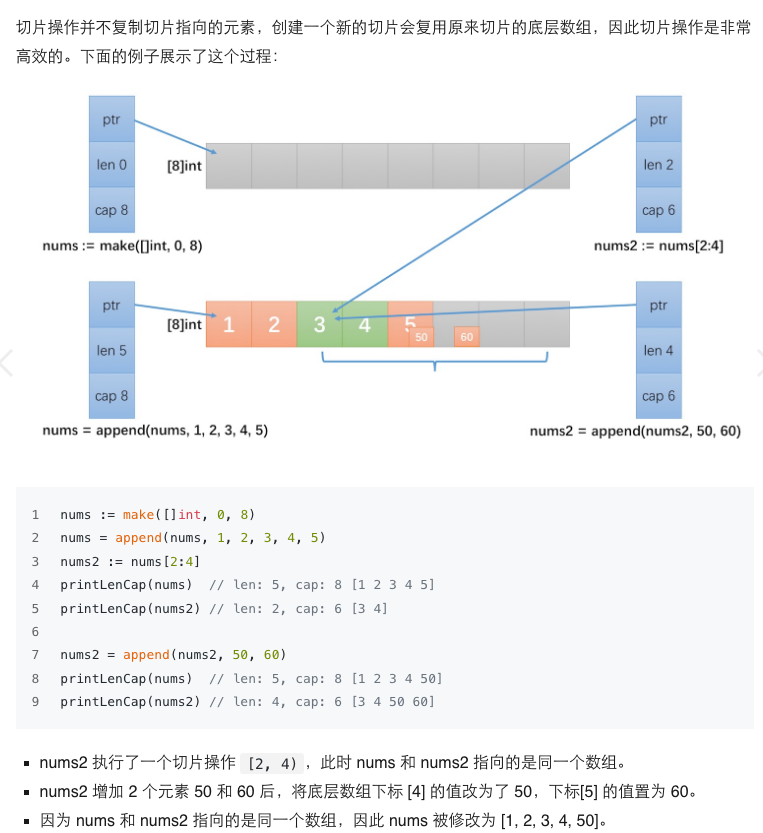 切片操作并不复制切片指向的元素，创建一个新的切片会复用原来切片的底层数组，因此切片操作是非常
高效的。下面的例子展示了这个过程：
ptr
len 0
cap 8
[8]int
nums := make([]int, 0, 8)
ptr
len 2
cap 6
nums2 := nums[2:4]
ptr
len 5
cap 8
[8]int
1 2 3 4 5
50 60
nums = append(nums, 1, 2, 3, 4, 5)
ptr
len 4
cap 6
nums2 = append(nums2, 50, 60)
1 nums := make([]int, 0, 8)
2 nums = append(nums, 1, 2, 3, 4, 5)
3 nums2 := nums[2:4]
4 printLenCap(nums)  // len: 5, cap: 8 [1 2 3 4 5]
5 printLenCap(nums2) // len: 2, cap: 6 [3 4]
6
7 nums2 = append(nums2, 50, 60)
8 printLenCap(nums)  // len: 5, cap: 8 [1 2 3 4 50]
9 printLenCap(nums2) // len: 4, cap: 6 [3 4 50 60]
▪ nums2 执行了一个切片操作 [2, 4)，此时 nums 和 nums2 指向的是同一个数组。
▪ nums2 增加 2 个元素 50 和 60 后，将底层数组下标 [4] 的值改为了 50，下标[5] 的值置为 60。
▪ 因为 nums 和 nums2 指向的是同一个数组，因此 nums 被修改为 [1, 2, 3, 4, 50]。